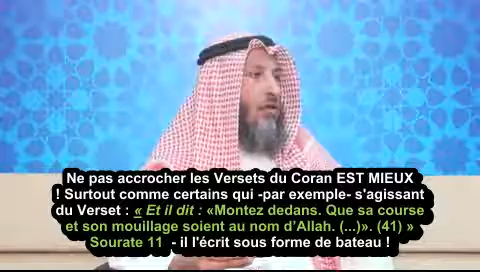 Ne pas accrocher les Versets du Coran EST MIEUX
! Surtout comme certains qui -par exemple- s'agissant
du Verset : « Et il dit : «Montez dedans. Que sa course
et son mouillage soient au nom d'Allah. (...)». (41) »
Sourate 11 - il l'écrit sous forme de bateau !